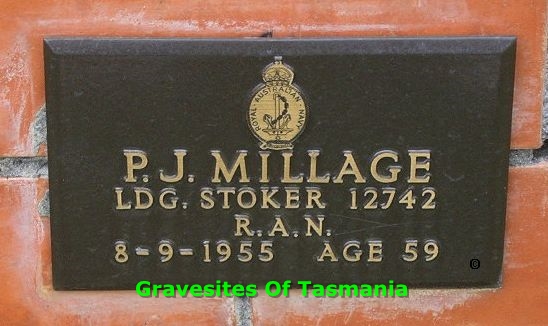 ROYAL AUSTRALIAN NAVY
P.J. MILLAGE
LDG. STOKER 12742
R.A.N.
8-9-1955 AGE 59
©
Gravesites Of Tasmania